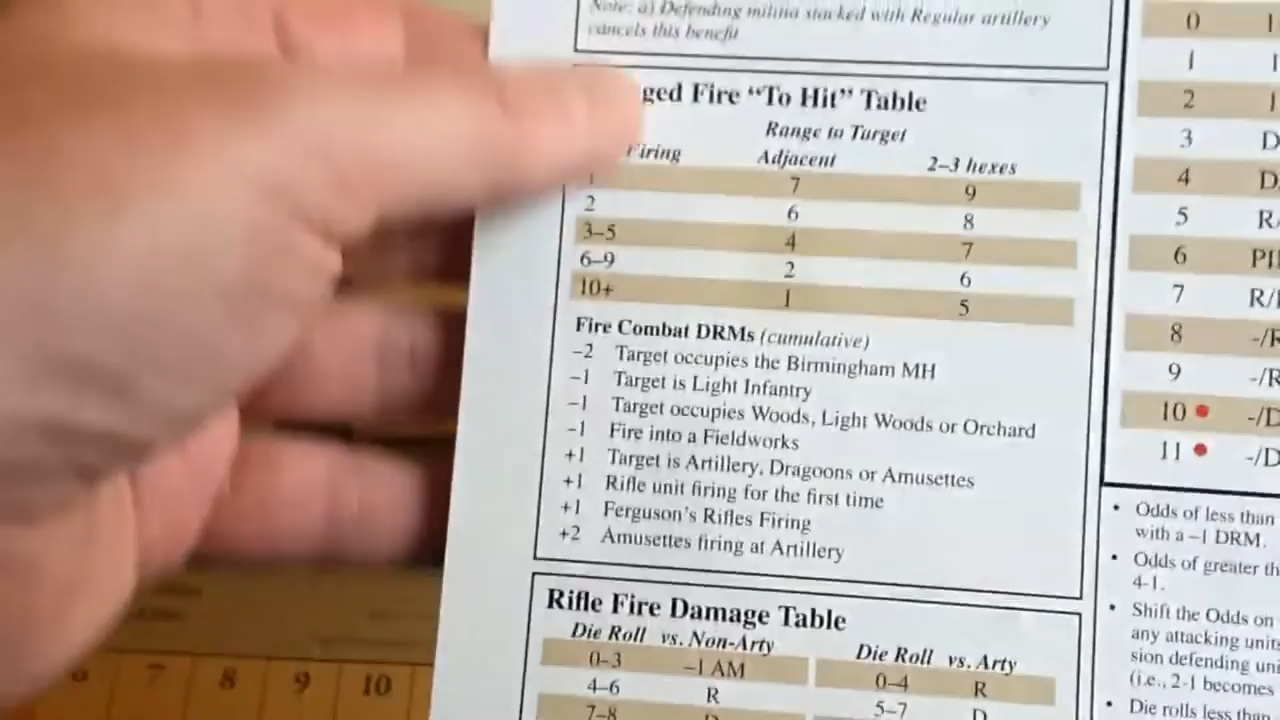 Note: a) Defending militia stacked with Regular artillery
cancels this benefit
ged Fire “To Hit” Table
Range to Target
Firing Adjacent 2–3 hexes
1 7 9
2 6 8
3–5 4 7
6–9 2 6
10+ 1 5
Fire Combat DRMs (cumulative)
–2 Target occupies the Birmingham MH
–1 Target is Light Infantry
–1 Target occupies Woods, Light Woods or Orchard
–1 Fire into a Fieldworks
+1 Target is Artillery, Dragoons or Amusettes
+1 Rifle unit firing for the first time
+1 Ferguson’s Rifles Firing
+2 Amusettes firing at Artillery
Rifle Fire Damage Table
Die Roll vs. Non-Arty Die Roll vs. Arty
0–3 –1 AM 0–4 R
4–6 R 5–7 D
7–8
0
1
2
3 D
4 D
5 R/
6
7 R/
8 -/R
9 -/R
10 -/D
11 -/D
• Odds of less than
with a –1 DRM.
• Odds of greater th
4-1.
• Shift the Odds on
any attacking units
sion defending uni
(i.e., 2-1 becomes
• Die rolls less than
7 8 9 10